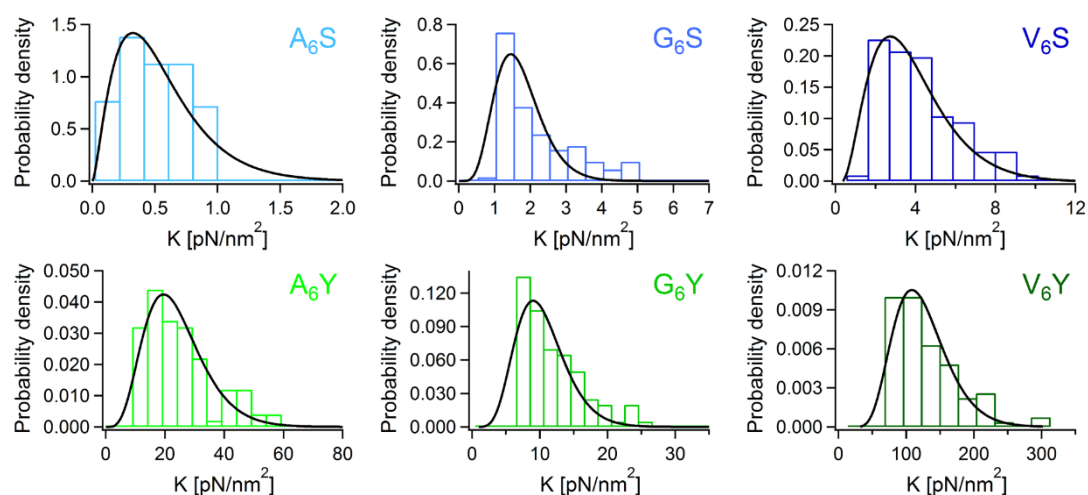 Probability density
1.5
1.0
0.5
0.0
A6S
0.0 0.5 1.0 1.5 2.0
K [pN/nm2]
Probability density
0.8
0.6
0.4
0.2
0.0
G6S
0 1 2 3 4 5 6 7
K [pN/nm2]
Probability density
0.25
0.20
0.15
0.10
0.05
0.00
V6S
4 8 12
K [pN/nm2]
Probability density
0.050
0.040
0.030
0.020
0.010
0.000
A6Y
0 20 40 60 80
K [pN/nm2]
Probability density
0.120
0.090
0.060
0.030
0.000
G6Y
0 10 20 30
K [pN/nm2]
Probability density
0.012
0.009
0.006
0.003
0.000
V6Y
0 100 200 300
K [pN/nm2]